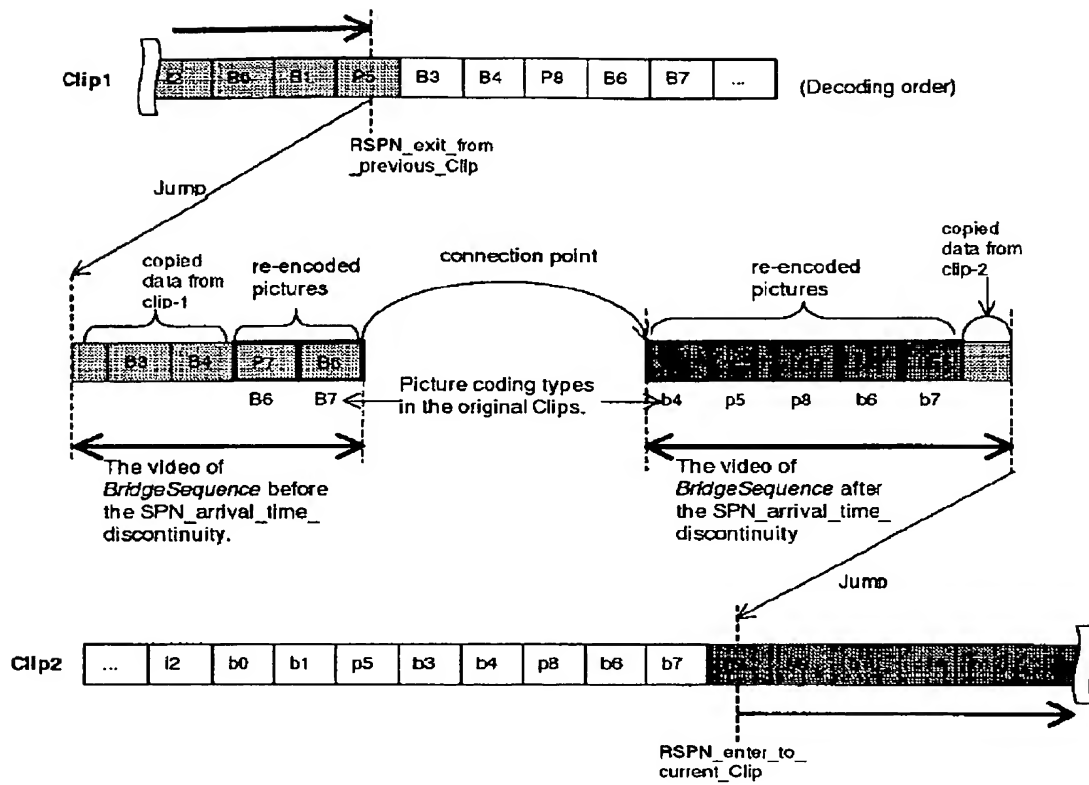 Clip1
I2 B0 B1 P5 B3 B4 P8 B6 B7 ...
(Decoding order)
RSPN_exit_from
_previous_Clip
Jump
copied
data from
clip-1
re-encoded
pictures
connection point
re-encoded
pictures
copied
data from
clip-2
B3 B4 P7 B6
B6 B7
Picture coding types
in the original Clips.
b4 p5 p8 b6 b7
The video of
BridgeSequence before
the SPN_arrival_time_
discontinuity.
The video of
BridgeSequence after
the SPN_arrival_time_
discontinuity
Jump
Clip2
... i2 b0 b1 p5 b3 b4 p8 b6 b7
RSPN_enter_to_
current_Clip